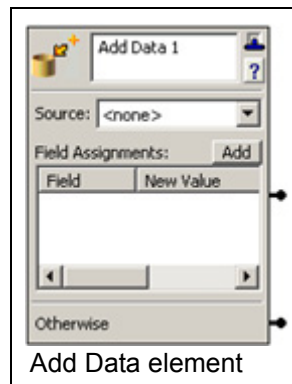 Add Data 1
?
Source: <none>
Field Assignments: Add
Field New Value
Otherwise
Add Data element